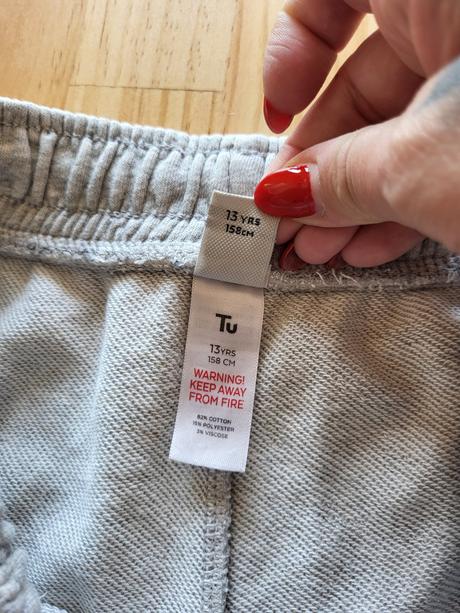 13 YRS
158CM
Tu
13YRS
158 CM
WARNING!
KEEP AWAY
FROM FIRE
82% COTTON
15% POLYESTER
3% VISCOSE